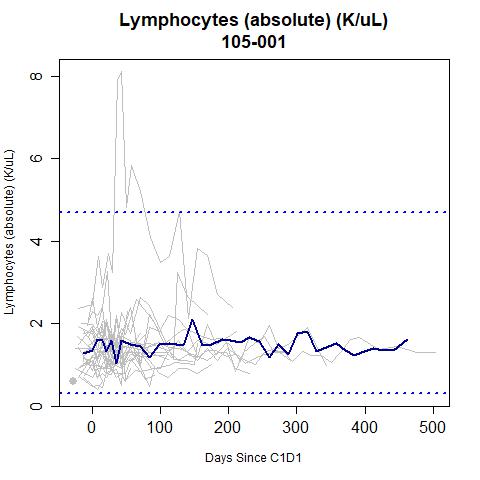 Lymphocytes (absolute) (K/uL)
105-001
Lymphocytes (absolute) (K/uL)
8
6
4
2
0
0 100 200 300 400 500
Days Since C1D1